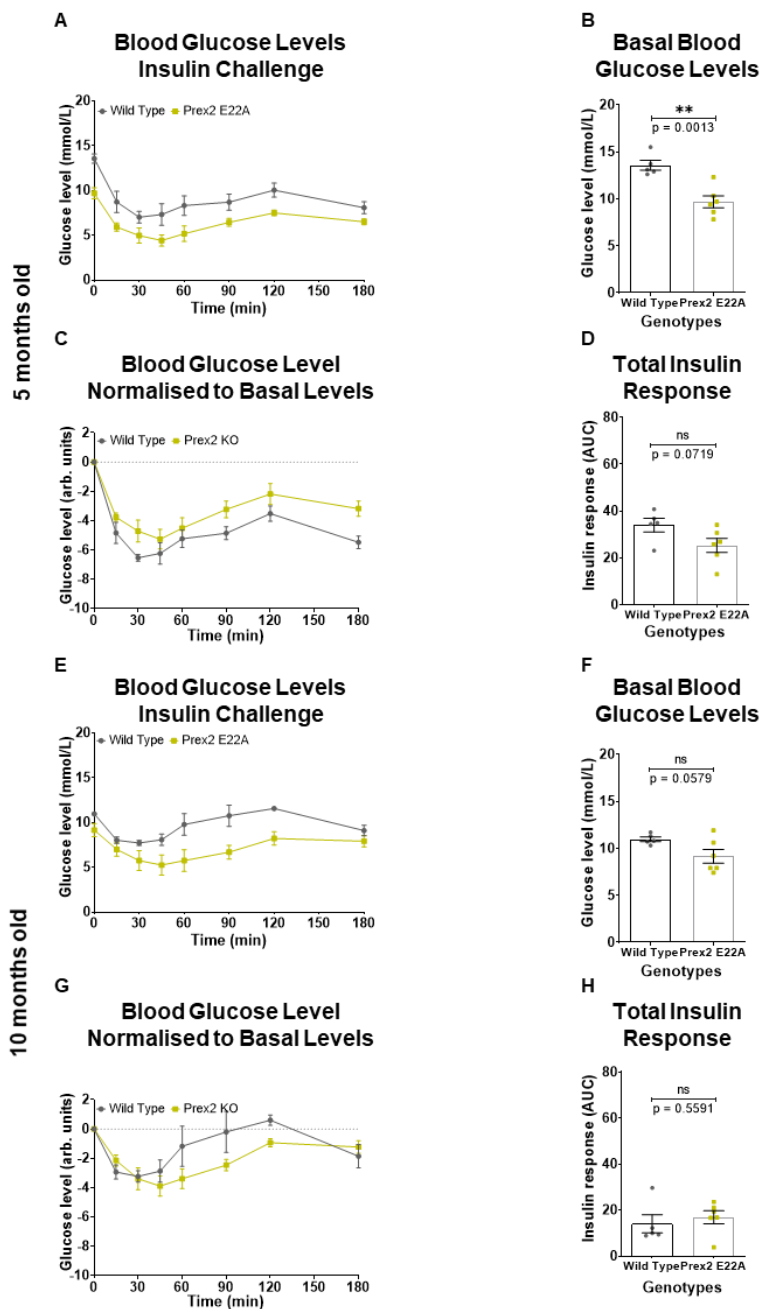 5 months old
A
Blood Glucose Levels
Insulin Challenge
Glucose level (mmol/L)
20
15
10
5
0
Wild Type
Prex2 E22A
0 30 60 90 120 150 180
Time (min)
B
Basal Blood
Glucose Levels
Glucose level (mmol/L)
20
15
10
5
0
**
p = 0.0013
Wild Type Prex2 E22A
Genotypes
C
Blood Glucose Level
Normalised to Basal Levels
Glucose level (arb. units)
2
0
-2
-4
-6
-8
-10
Wild Type
Prex2 KO
0 30 60 90 120 150 180
Time (min)
D
Total Insulin
Response
Insulin response (AUC)
80
60
40
20
0
ns
p = 0.0719
Wild Type Prex2 E22A
Genotypes
10 months old
E
Blood Glucose Levels
Insulin Challenge
Glucose level (mmol/L)
20
15
10
5
0
Wild Type
Prex2 E22A
0 30 60 90 120 150 180
Time (min)
F
Basal Blood
Glucose Levels
Glucose level (mmol/L)
20
15
10
5
0
ns
p = 0.0579
Wild Type Prex2 E22A
Genotypes
G
Blood Glucose Level
Normalised to Basal Levels
Glucose level (arb. units)
2
0
-2
-4
-6
-8
-10
Wild Type
Prex2 KO
0 30 60 90 120 150 180
Time (min)
H
Total Insulin
Response
Insulin response (AUC)
80
60
40
20
0
ns
p = 0.5591
Wild Type Prex2 E22A
Genotypes